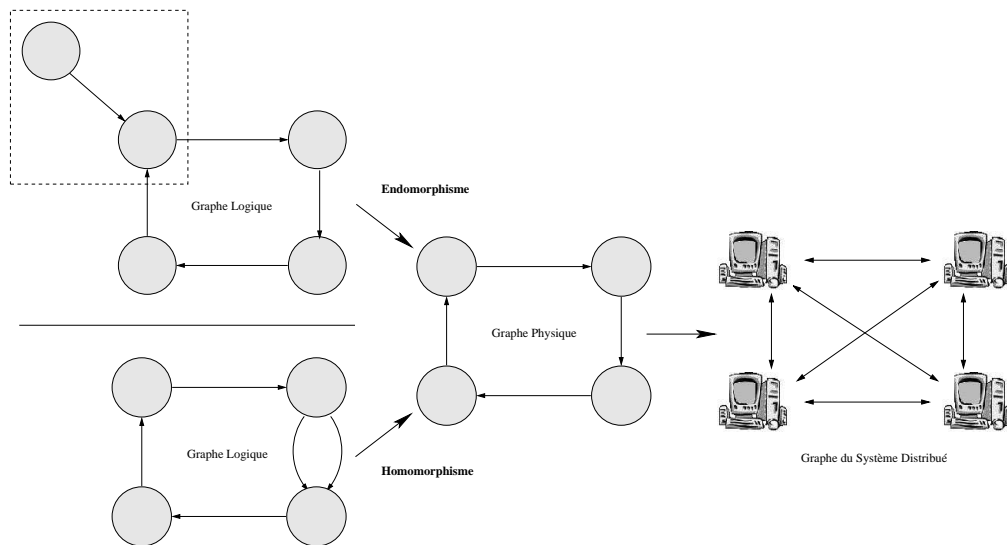 Endomorphisme
Graphe Logique
Graphe Physique
Graphe Logique
Homomorphisme
Graphe du Système Distribué